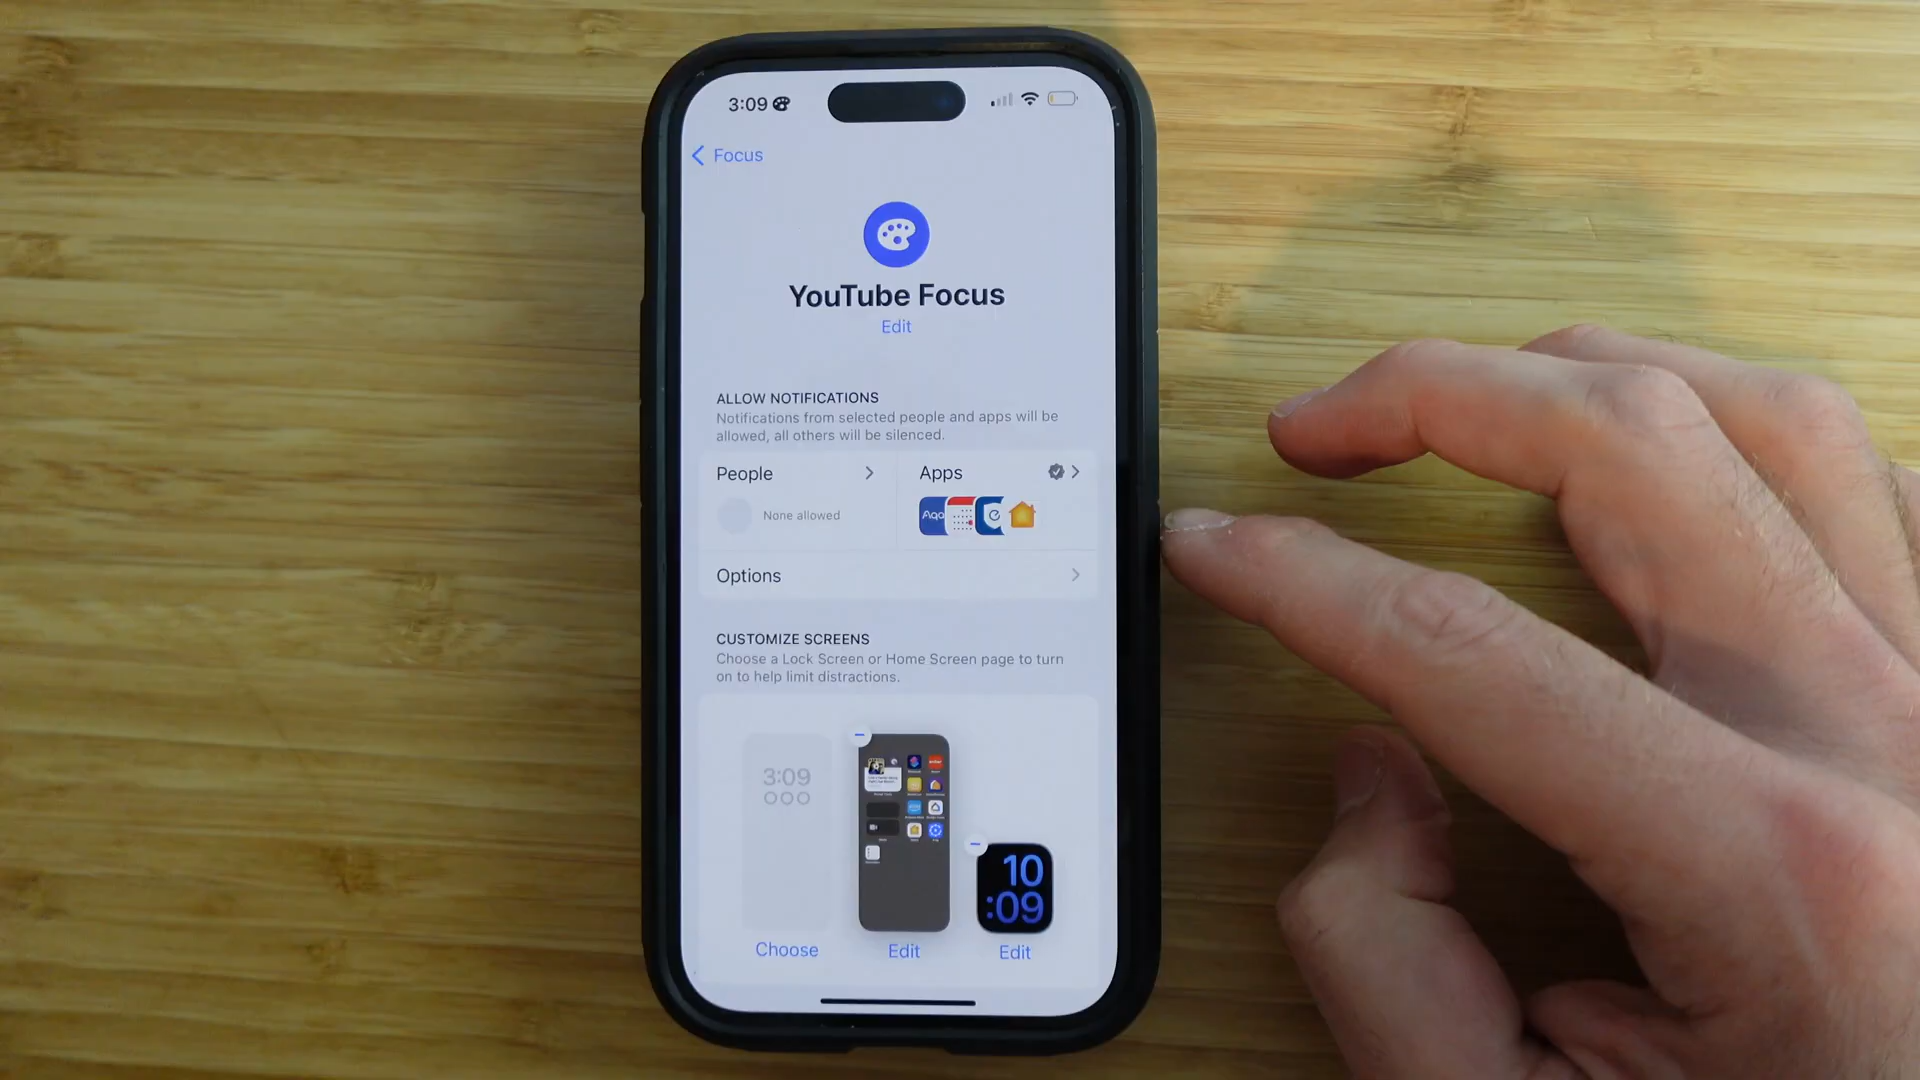 3:09
Focus
YouTube Focus
Edit
ALLOW NOTIFICATIONS
Notifications from selected people and apps will be
allowed, all others will be silenced.
People
Apps
None allowed
Aqa
Options
CUSTOMIZE SCREENS
Choose a Lock Screen or Home Screen page to turn
on to help limit distractions.
3:09
10
:09
Choose
Edit
Edit